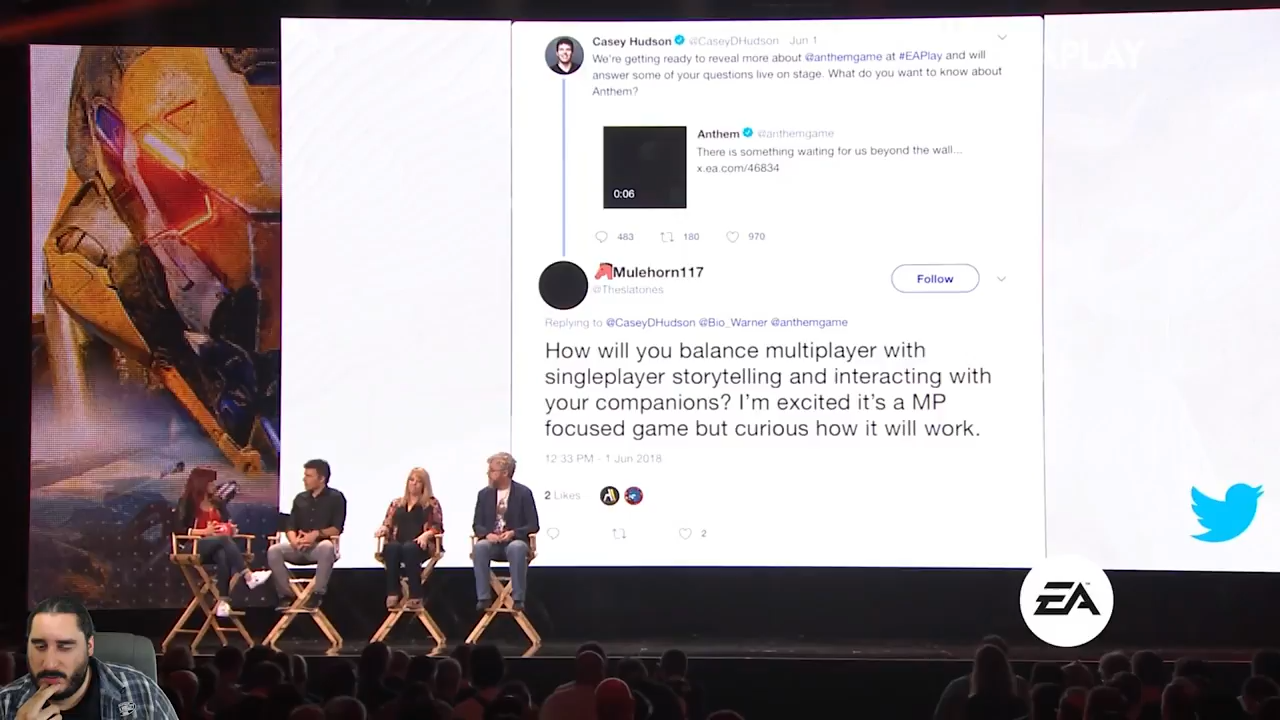 Casey Hudson @CaseyDHudson · Jun 1
We're getting ready to reveal more about @anthemgame at #EAPlay and will
answer some of your questions live on stage. What do you want to know about
Anthem?
Anthem @anthemgame
There is something waiting for us beyond the wall...
x.ea.com/46834
0:06
483 180 970
Mulehorn117
@Theslatones
Follow
Replying to @CaseyDHudson @Bio_Warner @anthemgame
How will you balance multiplayer with
singleplayer storytelling and interacting with
your companions? I'm excited it's a MP
focused game but curious how it will work.
12:33 PM - 1 Jun 2018
2 Likes
2
EAPLAY
EA